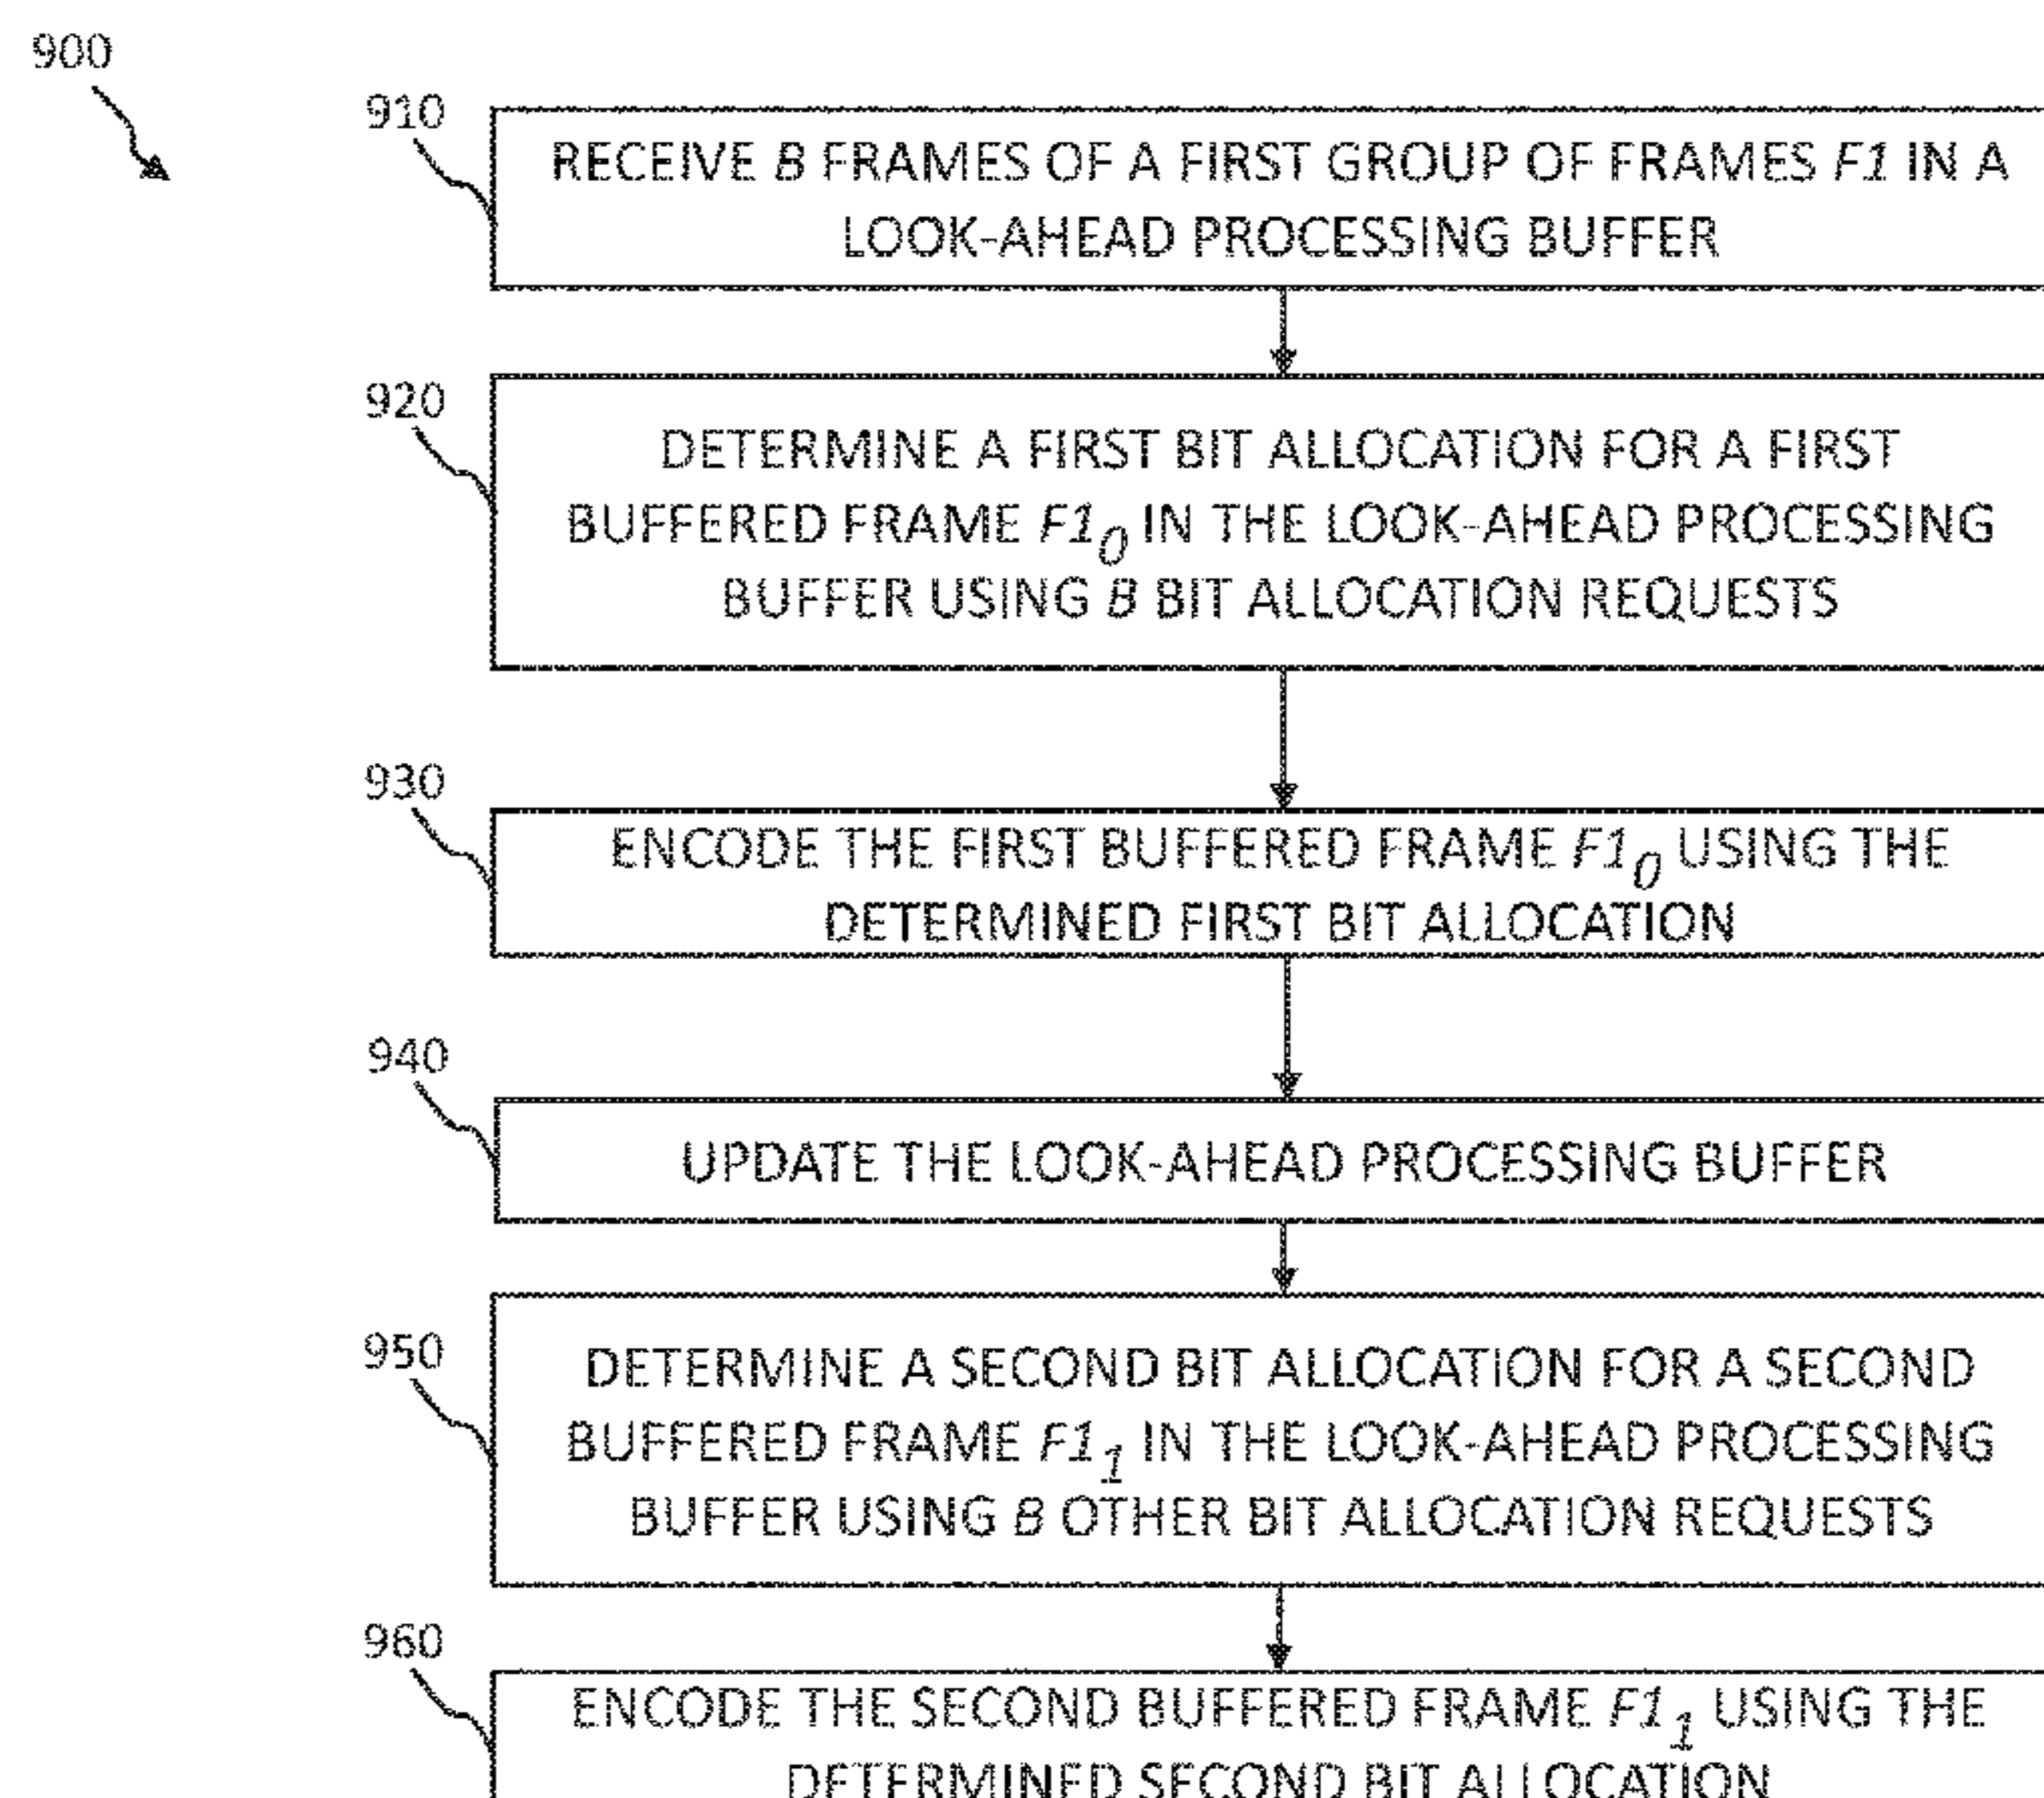 900
910
RECEIVE B FRAMES OF A FIRST GROUP OF FRAMES F1 IN A
LOOK-AHEAD PROCESSING BUFFER
920
DETERMINE A FIRST BIT ALLOCATION FOR A FIRST
BUFFERED FRAME F1₀ IN THE LOOK-AHEAD PROCESSING
BUFFER USING B BIT ALLOCATION REQUESTS
930
ENCODE THE FIRST BUFFERED FRAME F1₀ USING THE
DETERMINED FIRST BIT ALLOCATION
940
UPDATE THE LOOK-AHEAD PROCESSING BUFFER
950
DETERMINE A SECOND BIT ALLOCATION FOR A SECOND
BUFFERED FRAME F1₁ IN THE LOOK-AHEAD PROCESSING
BUFFER USING B OTHER BIT ALLOCATION REQUESTS
960
ENCODE THE SECOND BUFFERED FRAME F1₁ USING THE
DETERMINED SECOND BIT ALLOCATION